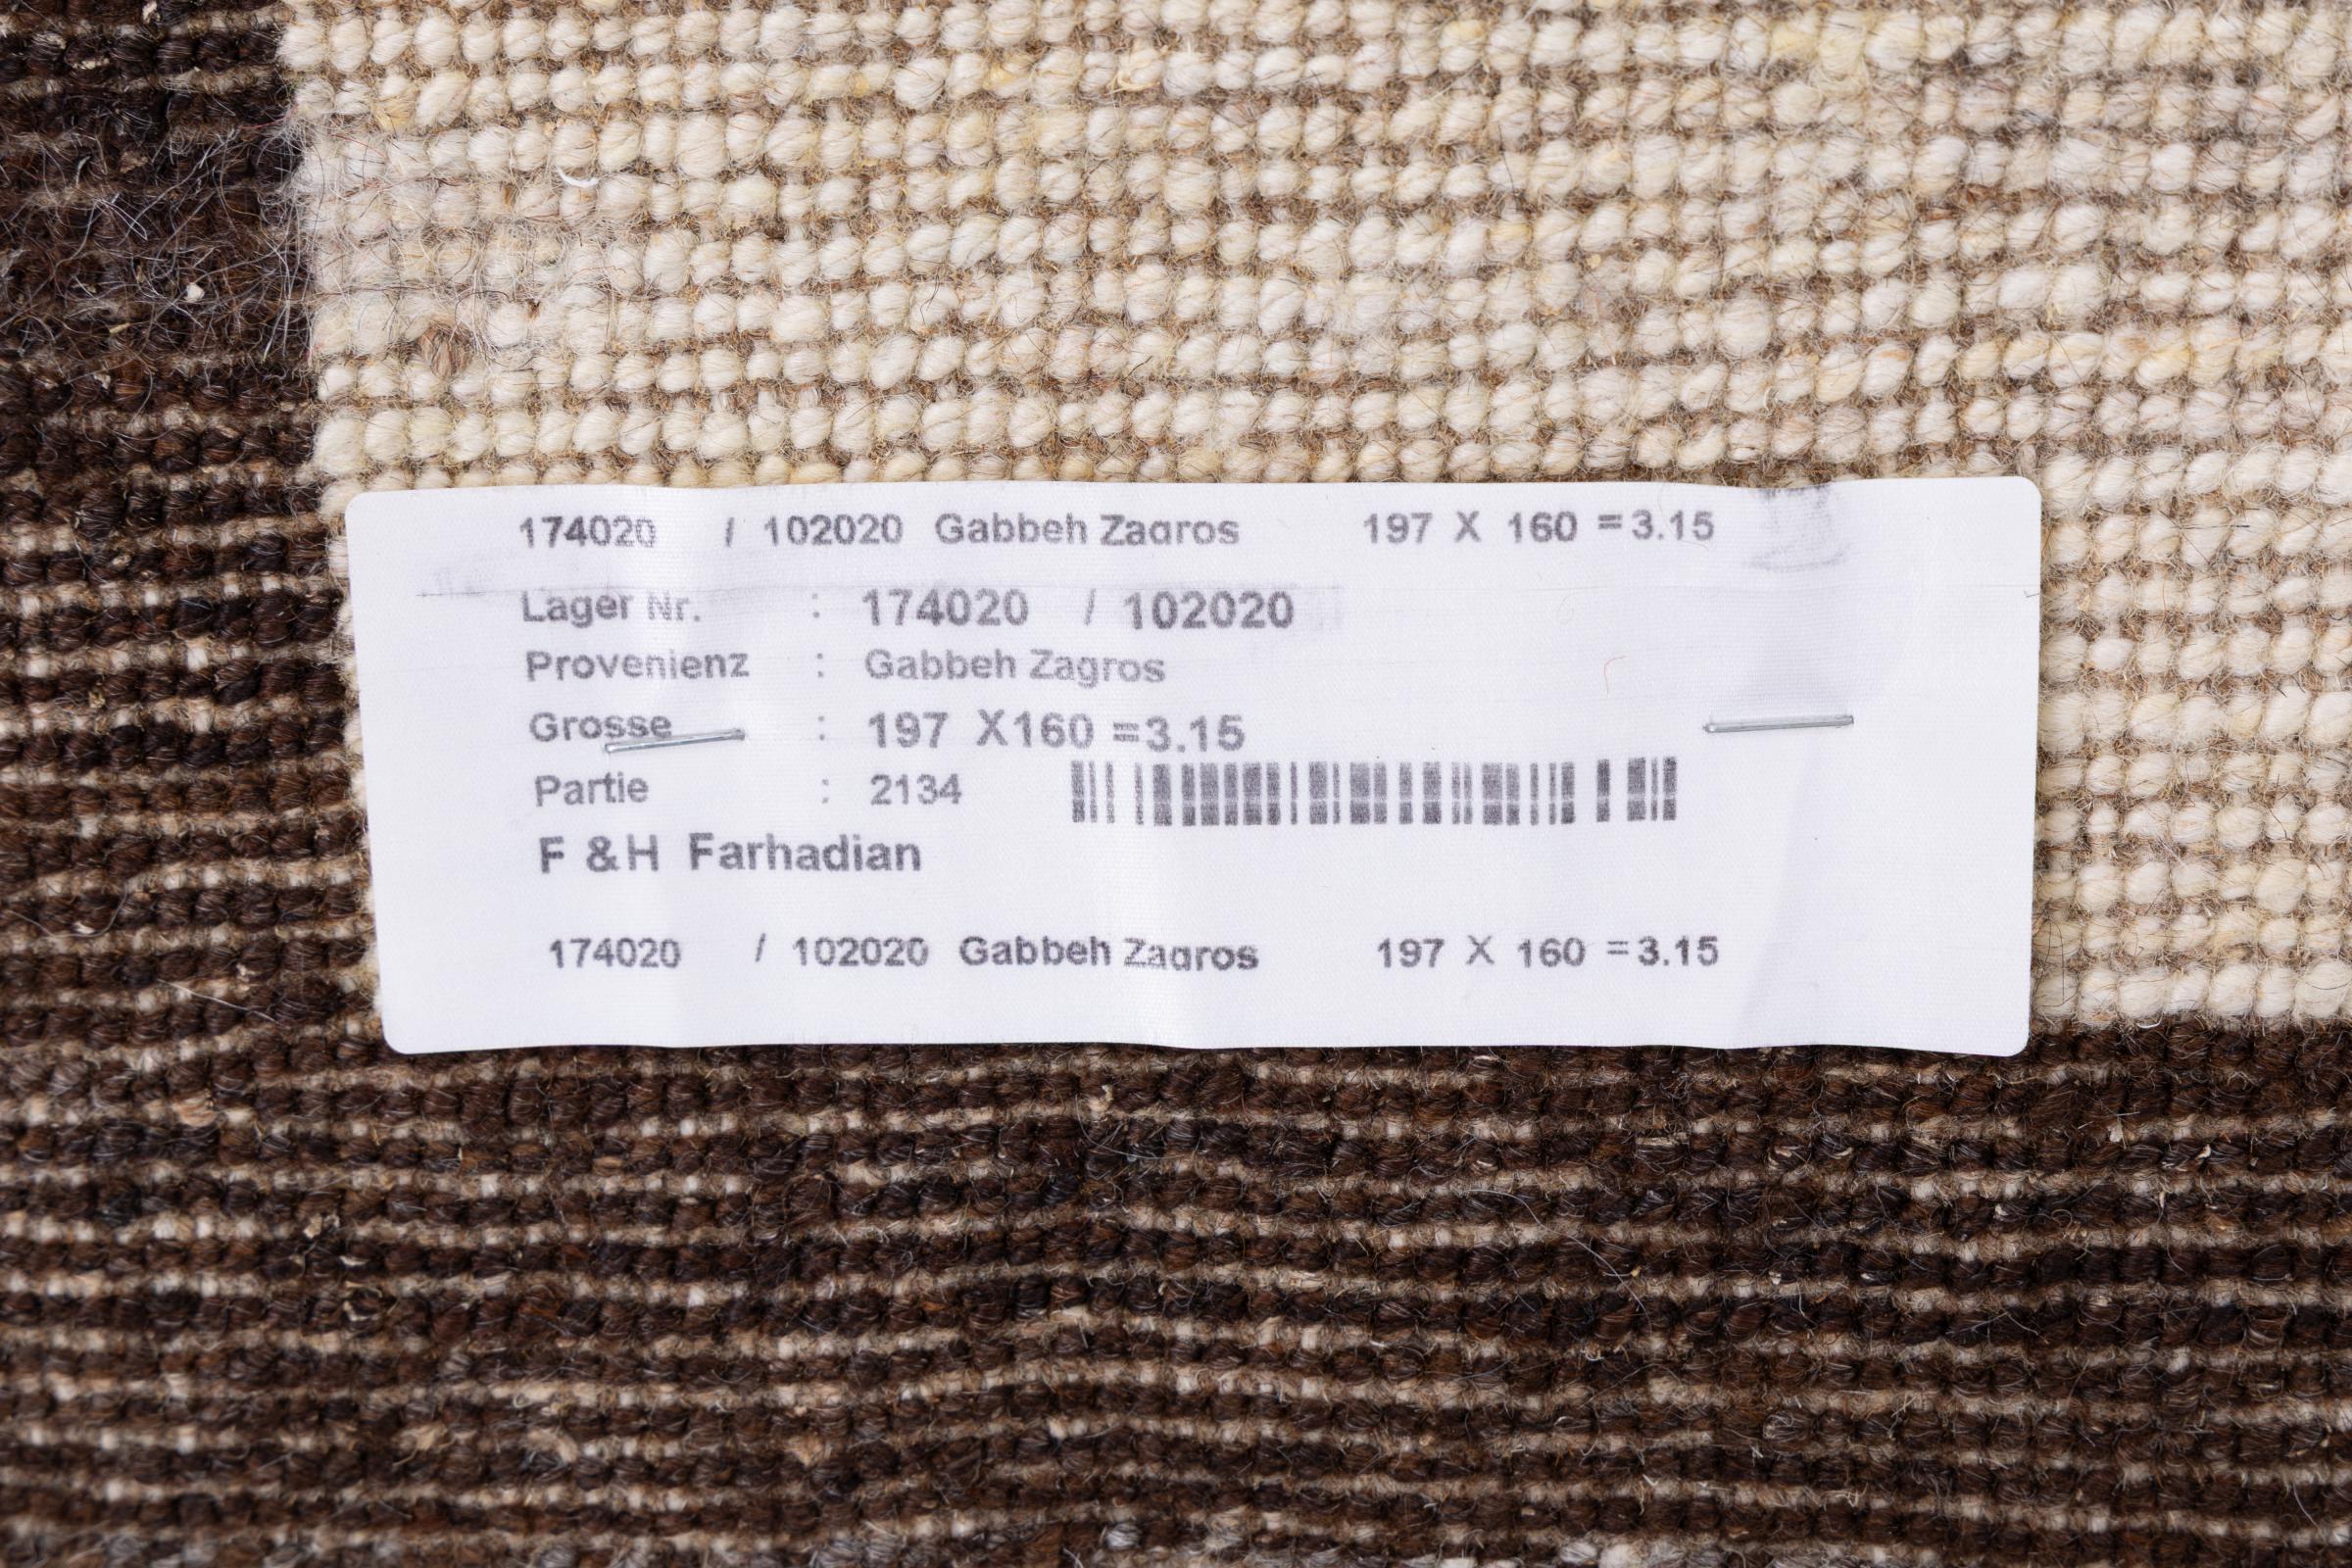 174020 / 102020 Gabbeh Zagros 197 X 160 =3.15
Lager Nr. : 174020 / 102020
Provenienz : Gabbeh Zagros
Grosse : 197 X160 =3.15
Partie : 2134
F &H Farhadian
174020 / 102020 Gabbeh Zagros 197 X 160 =3.15